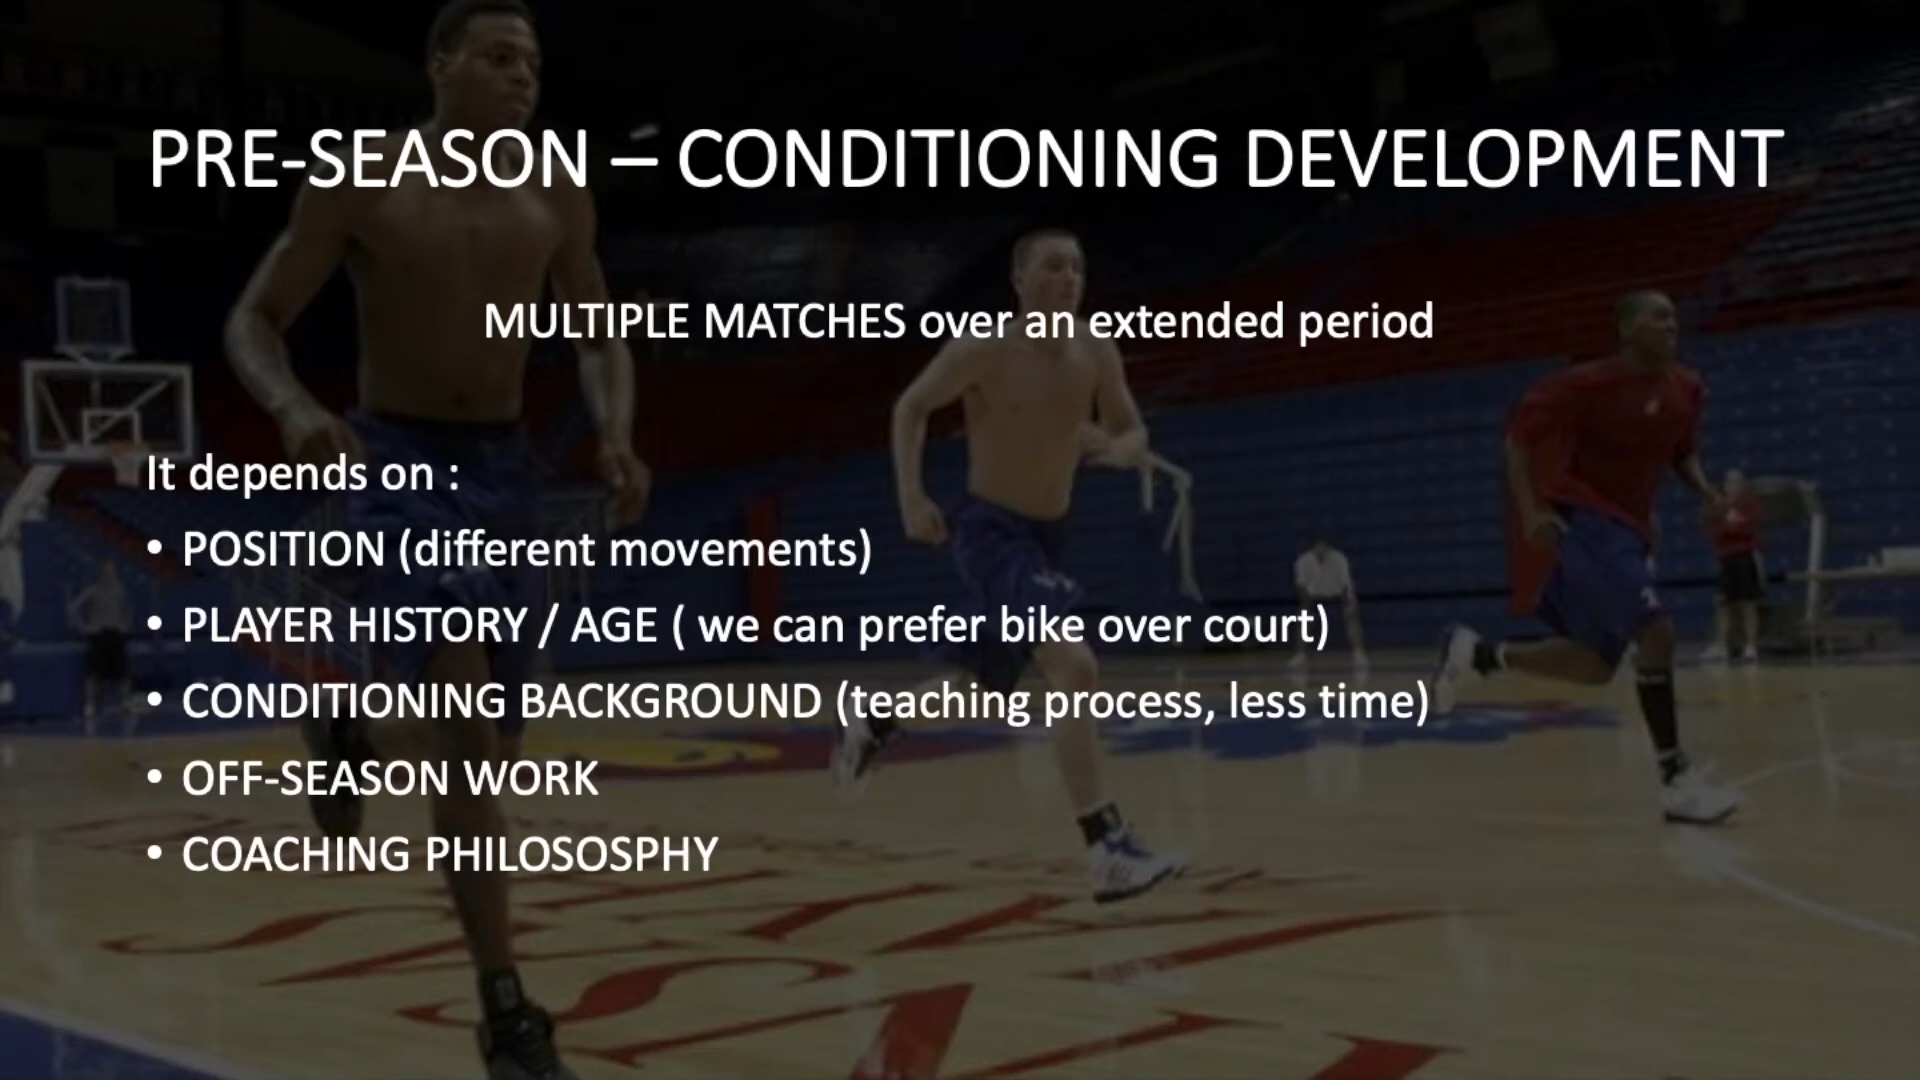 PRE-SEASON – CONDITIONING DEVELOPMENT
MULTIPLE MATCHES over an extended period
It depends on :
• POSITION (different movements)
• PLAYER HISTORY / AGE ( we can prefer bike over court)
• CONDITIONING BACKGROUND (teaching process, less time)
• OFF-SEASON WORK
• COACHING PHILOSOSPHY